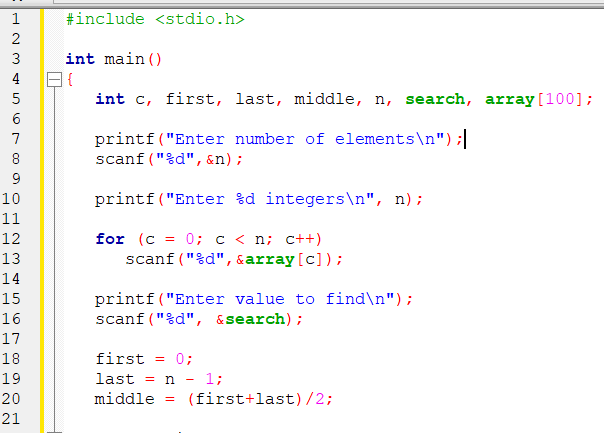 1 #include <stdio.h>
2
3 int main()
4 {
5 int c, first, last, middle, n, search, array[100];
6
7 printf("Enter number of elements\n");
8 scanf("%d",&n);
9
10 printf("Enter %d integers\n", n);
11
12 for (c = 0; c < n; c++)
13 scanf("%d",&array[c]);
14
15 printf("Enter value to find\n");
16 scanf("%d", &search);
17
18 first = 0;
19 last = n - 1;
20 middle = (first+last)/2;
21